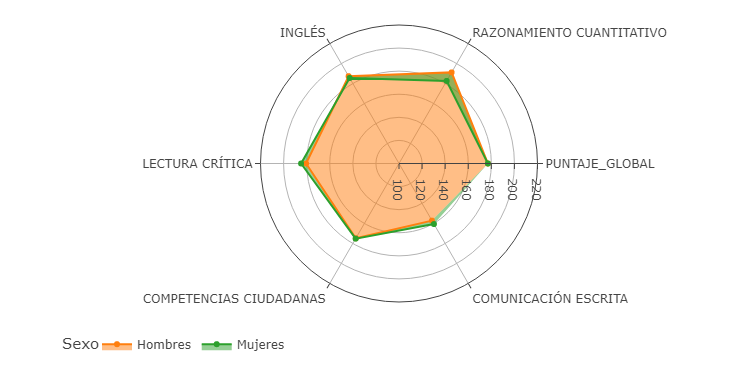 INGLÉS
RAZONAMIENTO CUANTITATIVO
LECTURA CRÍTICA
PUNTAJE_GLOBAL
100
120
140
160
180
200
220
COMPETENCIAS CIUDADANAS
COMUNICACIÓN ESCRITA
Sexo Hombres Mujeres